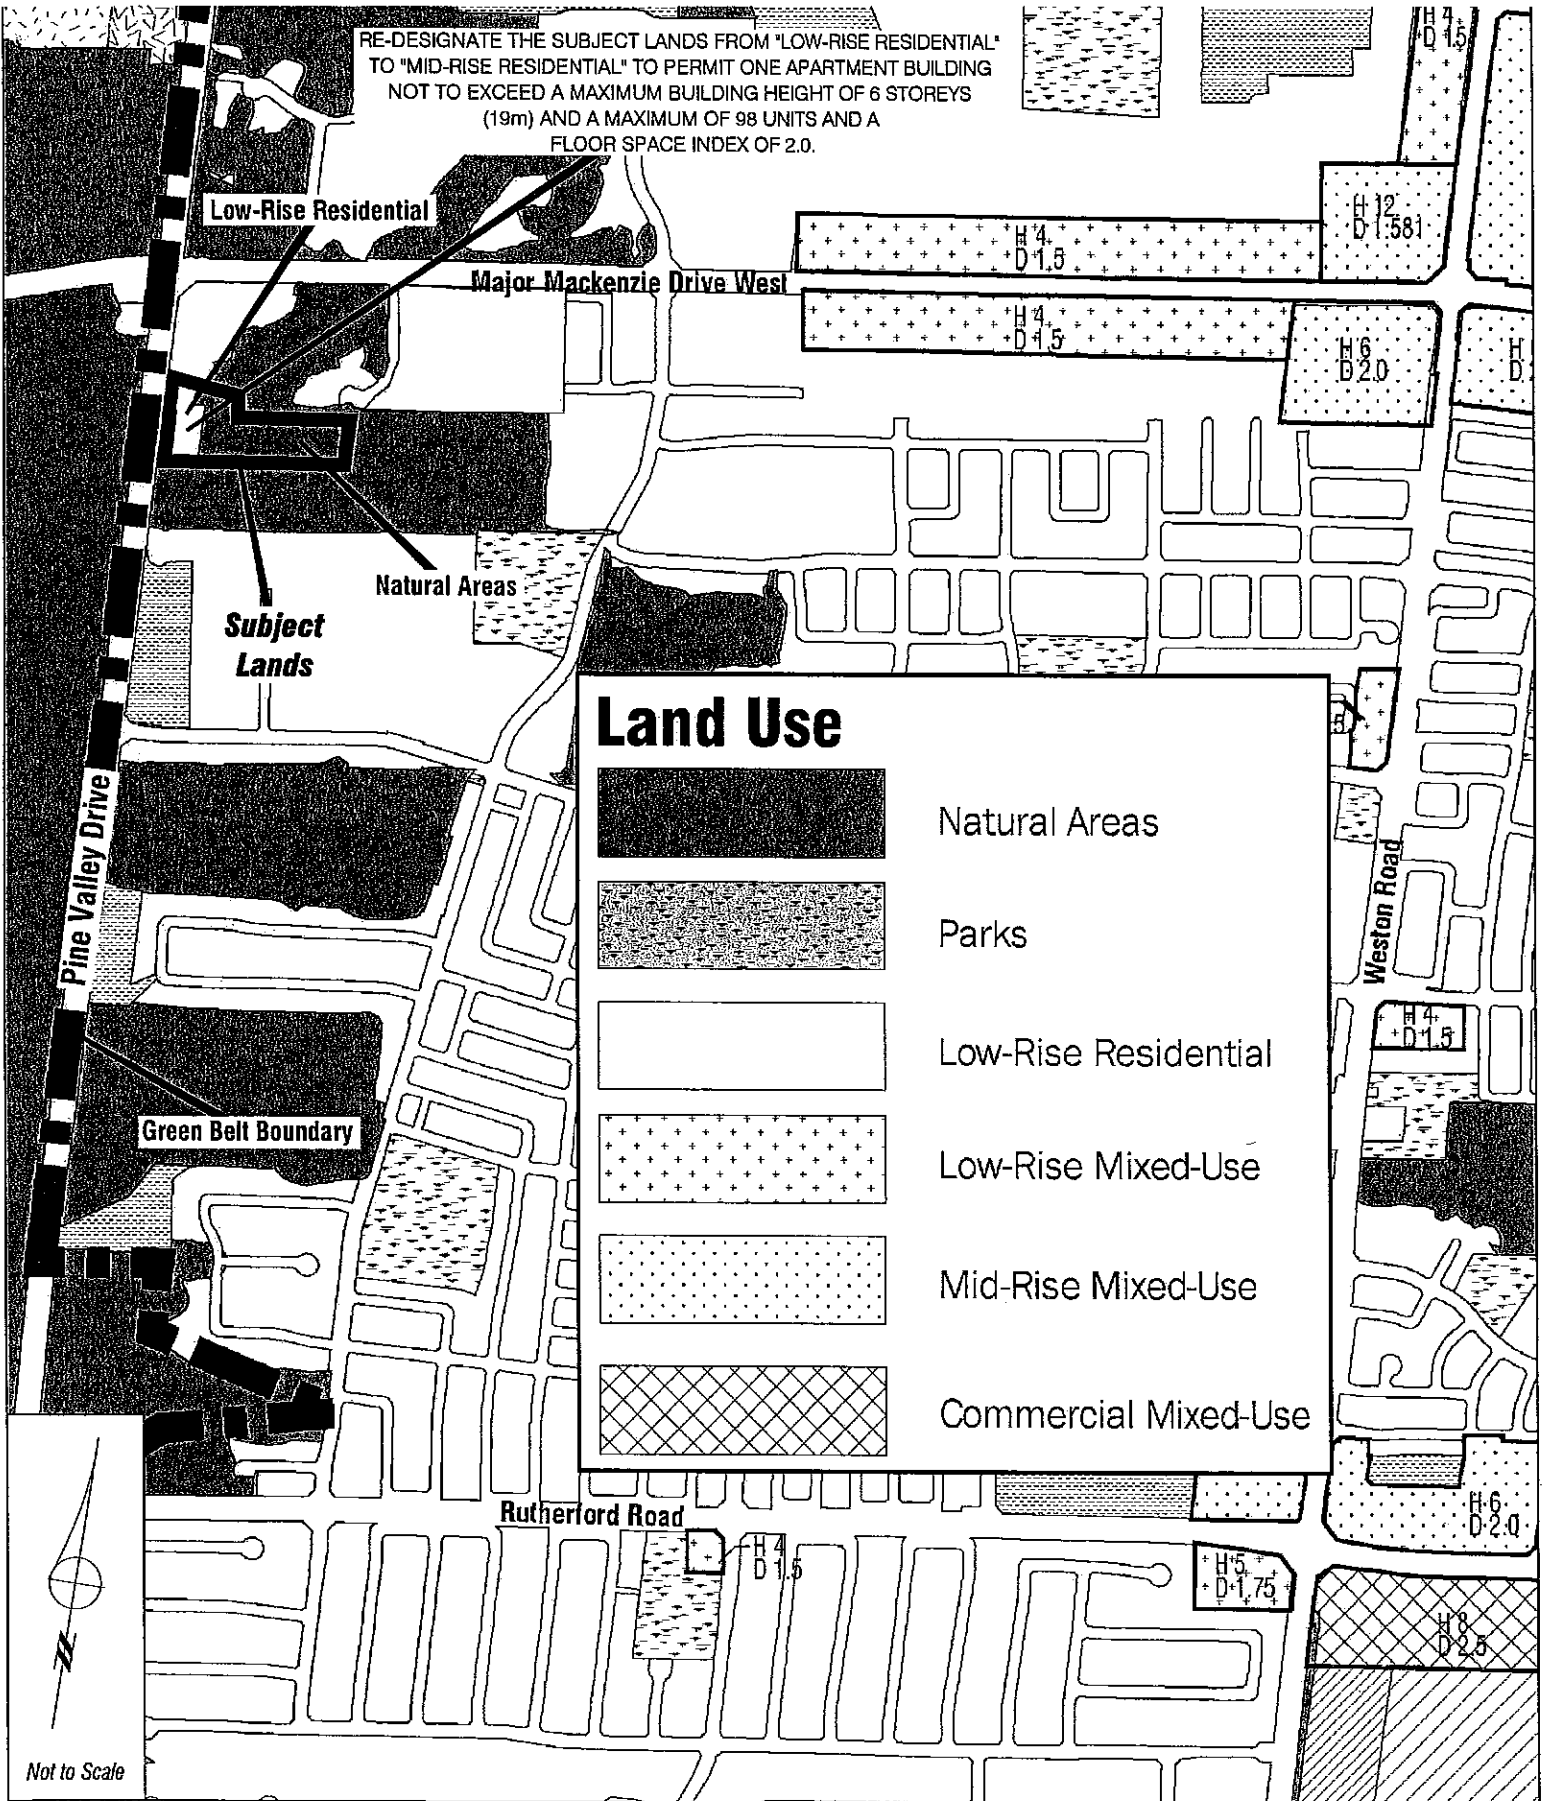 H 4
D 1.5
RE-DESIGNATE THE SUBJECT LANDS FROM "LOW-RISE RESIDENTIAL"
TO "MID-RISE RESIDENTIAL" TO PERMIT ONE APARTMENT BUILDING
NOT TO EXCEED A MAXIMUM BUILDING HEIGHT OF 6 STOREYS
(19m) AND A MAXIMUM OF 98 UNITS AND A
FLOOR SPACE INDEX OF 2.0.
Low-Rise Residential
H 12
D 1.581
H 4
D 1.5
Major Mackenzie Drive West
H 4
D 1.5
H 6
D 2.0
H
D
Natural Areas
Subject
Lands
Land Use
5
Natural Areas
Parks
Low-Rise Residential
Low-Rise Mixed-Use
Mid-Rise Mixed-Use
Commercial Mixed-Use
Pine Valley Drive
Weston Road
H 4
D 1.5
Green Belt Boundary
Rutherford Road
H 6
D 2.0
H 4
D 1.5
H 5
D 1.75
H 8
D 2.5
N
Not to Scale